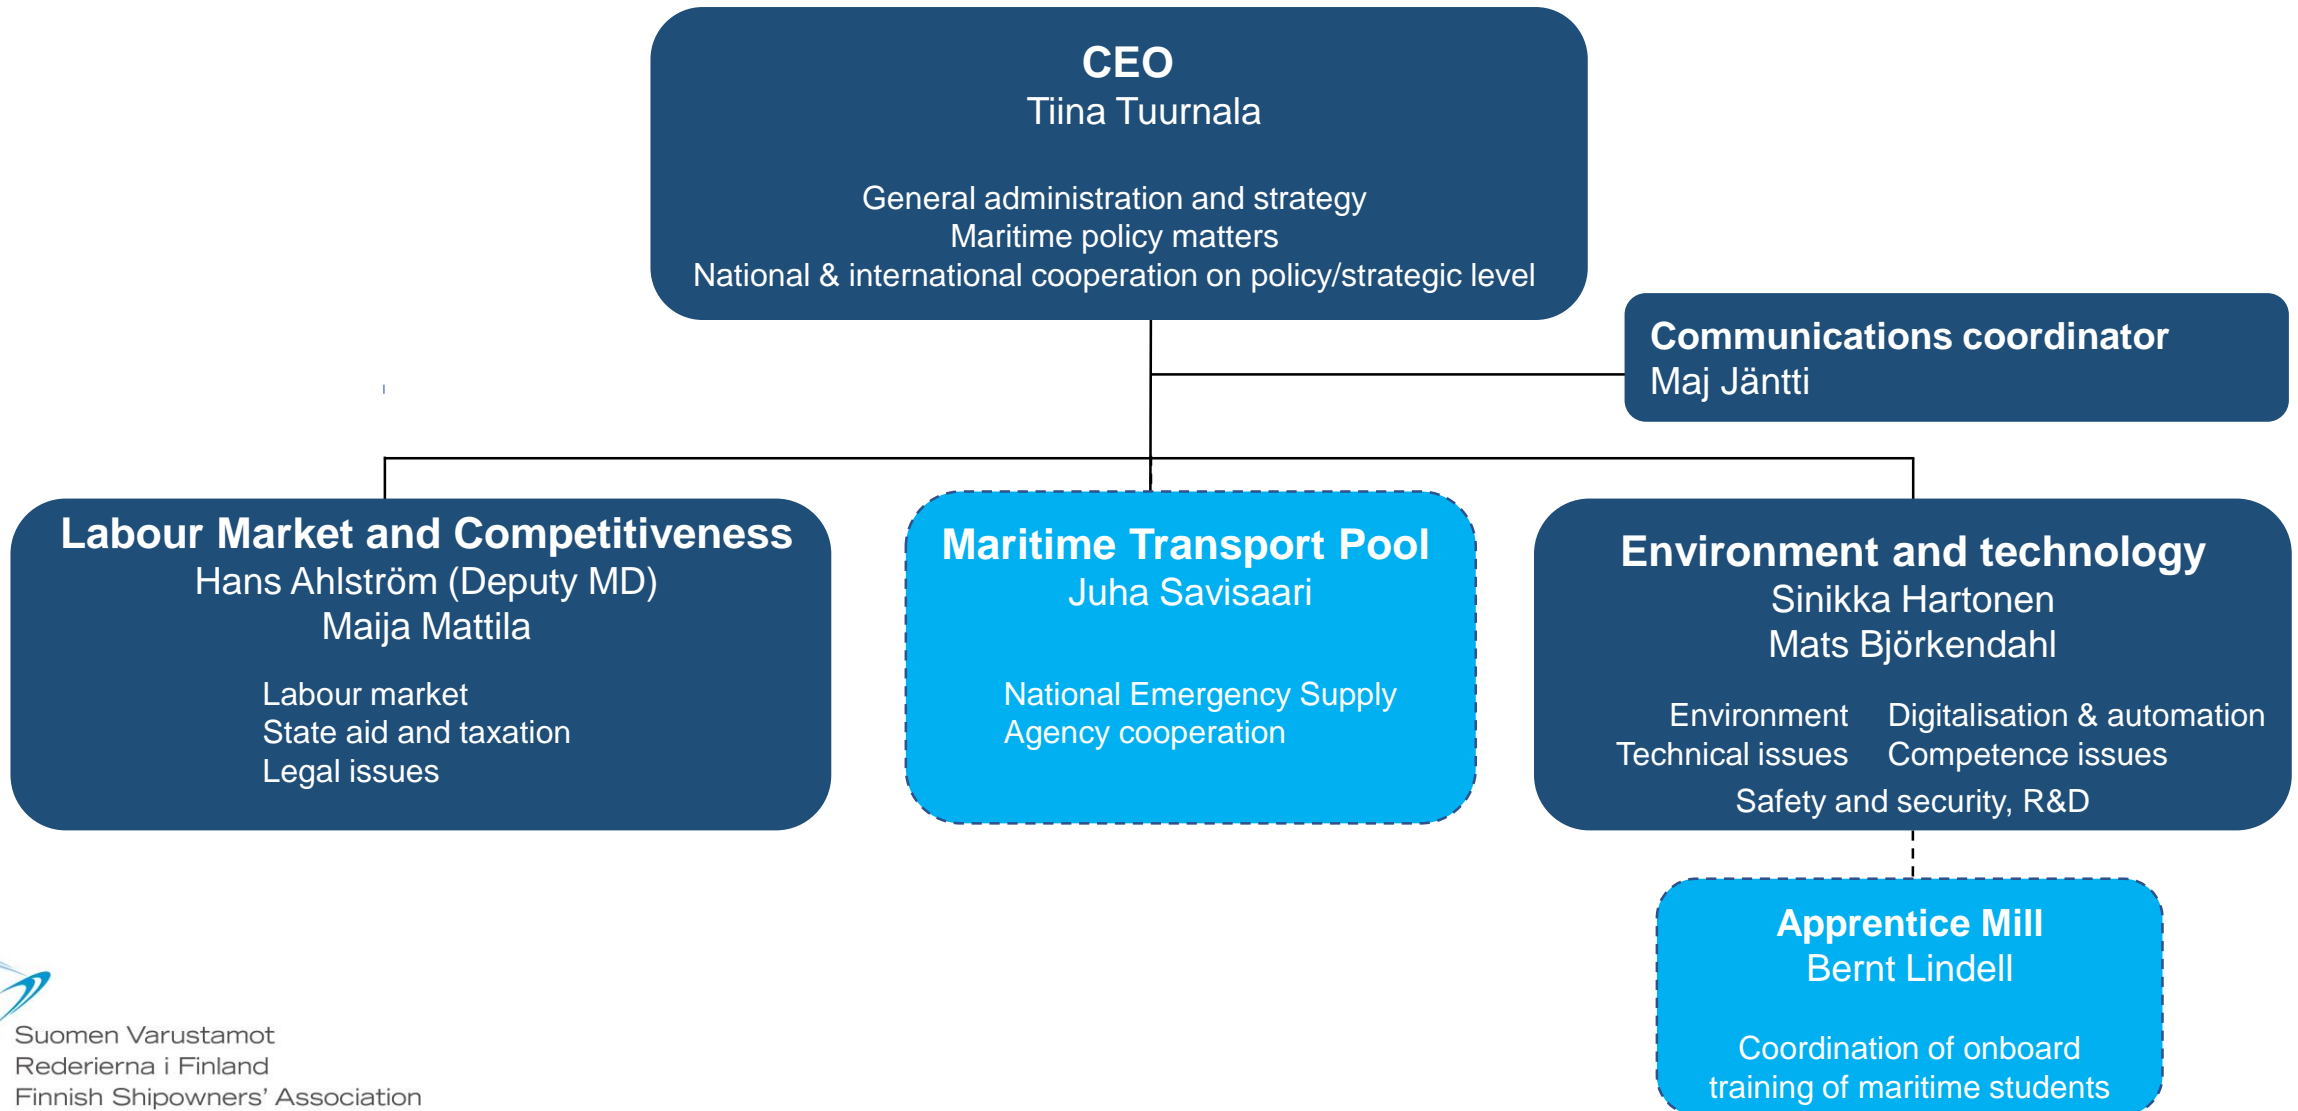 CEO
Tiina Tuurnala
General administration and strategy
Maritime policy matters
National & international cooperation on policy/strategic level
Communications coordinator
Maj Jäntti
Labour Market and Competitiveness
Hans Ahlström (Deputy MD)
Maija Mattila
Labour market
State aid and taxation
Legal issues
Maritime Transport Pool
Juha Savisaari
National Emergency Supply
Agency cooperation
Environment and technology
Sinikka Hartonen
Mats Björkendahl
Environment Digitalisation & automation
Technical issues Competence issues
Safety and security, R&D
Apprentice Mill
Bernt Lindell
Coordination of onboard
training of maritime students
Suomen Varustamot
Rederierna i Finland
Finnish Shipowners' Association